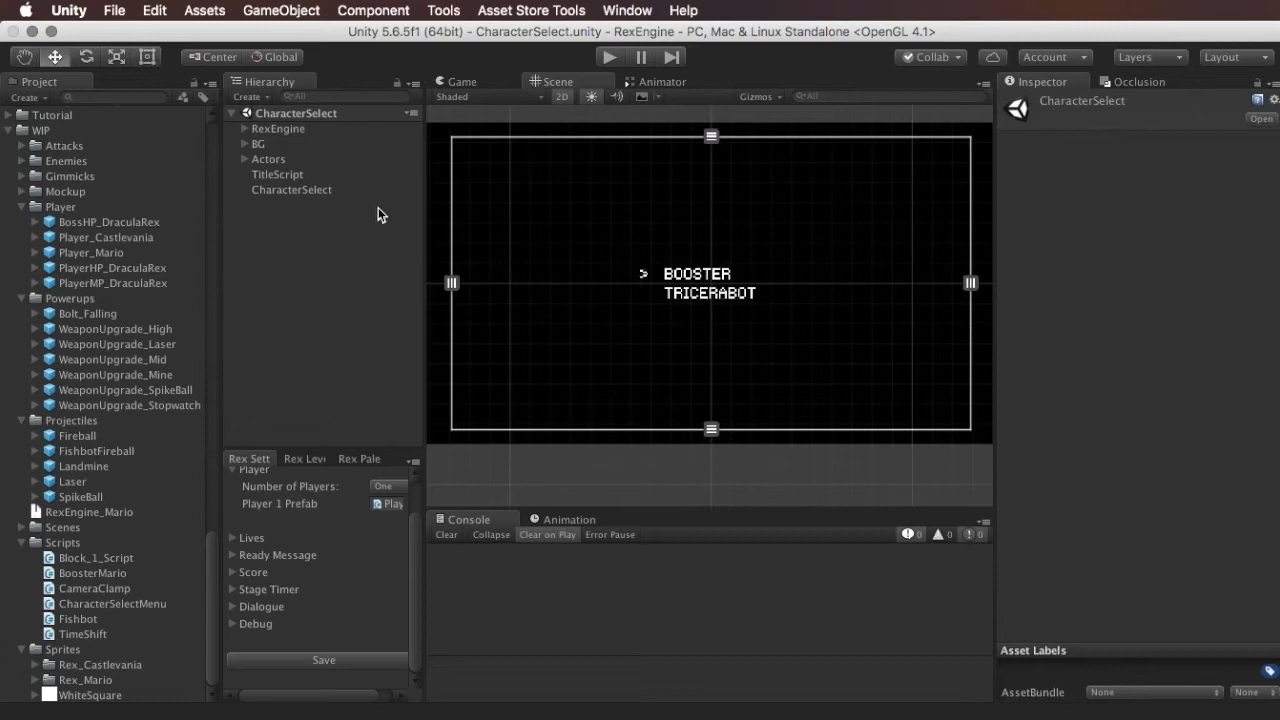 Unity File Edit Assets GameObject Component Tools Asset Store Tools Window Help
Unity 5.6.5f1 (64bit) - CharacterSelect.unity - RexEngine - PC, Mac & Linux Standalone <OpenGL 4.1>
Center Global Collab Account Layers Layout
Project
Create
Tutorial
WIP
Attacks
Enemies
Gimmicks
Mockup
Player
BossHP_DraculaRex
Player_Castlevania
Player_Mario
PlayerHP_DraculaRex
PlayerMP_DraculaRex
Powerups
Bolt_Falling
WeaponUpgrade_High
WeaponUpgrade_Laser
WeaponUpgrade_Mid
WeaponUpgrade_Mine
WeaponUpgrade_SpikeBall
WeaponUpgrade_Stopwatch
Projectiles
Fireball
FishbotFireball
Landmine
Laser
SpikeBall
RexEngine_Mario
Scenes
Scripts
Block_1_Script
BoosterMario
CameraClamp
CharacterSelectMenu
Fishbot
TimeShift
Sprites
Rex_Castlevania
Rex_Mario
WhiteSquare
Hierarchy
Create All
CharacterSelect
RexEngine
BG
Actors
TitleScript
CharacterSelect
Rex Sett Rex Leve Rex Pale
Player
Number of Players: One
Player 1 Prefab Play
Lives
Ready Message
Score
Stage Timer
Dialogue
Debug
Save
Game Scene Animator
Shaded 2D Gizmos All
> BOOSTER
TRICERABOT
Console Animation
Clear Collapse Clear on Play Error Pause 0 0 0
Inspector Occlusion
CharacterSelect
Open
Asset Labels
AssetBundle None None